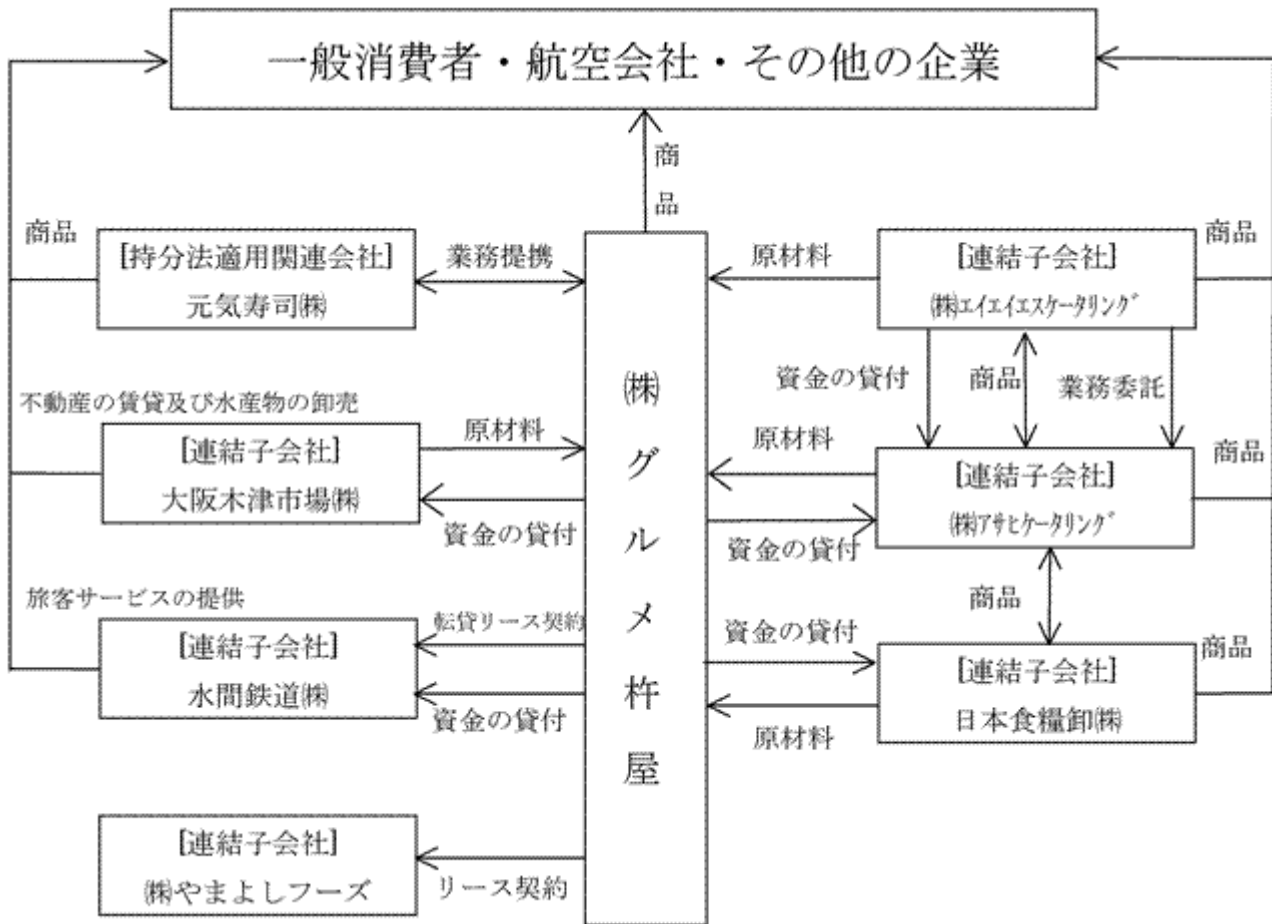 一般消費者・航空会社・その他の企業
商
品
商品
[持分法適用関連会社]
元気寿司㈱
業務提携
原材料
[連結子会社]
㈱エイエイエスケータリング
商品
資金の貸付
商品
業務委託
不動産の賃貸及び水産物の卸売
[連結子会社]
大阪木津市場㈱
原材料
資金の貸付
㈱グルメ杵屋
原材料
資金の貸付
[連結子会社]
㈱アサヒケータリング
商品
商品
旅客サービスの提供
[連結子会社]
水間鉄道㈱
転貸リース契約
資金の貸付
資金の貸付
原材料
[連結子会社]
日本食糧卸㈱
商品
[連結子会社]
㈱やまよしフーズ
リース契約